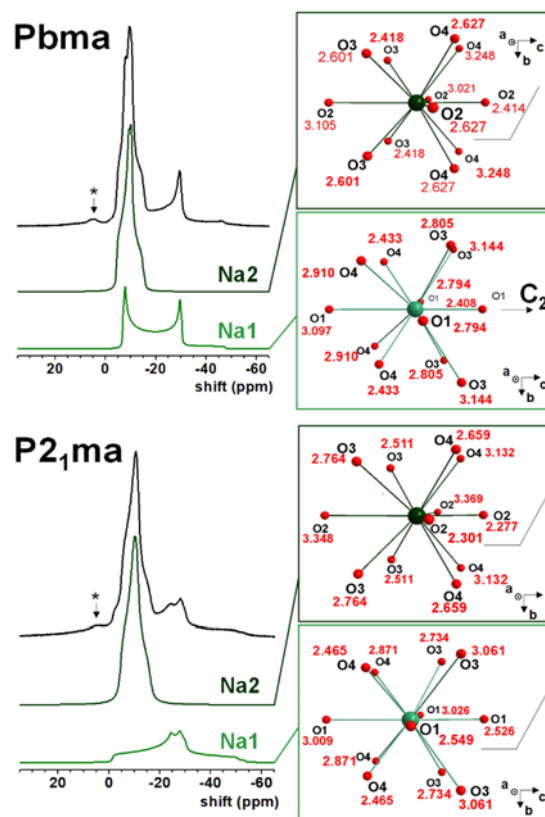 Pbma
*
Na2
Na1
20 0 -20 -40 -60
shift (ppm)
O4
2.627
O3 2.418 O4
O3 3.248
2.601
a c
b
O2 3.021
O2 O2
3.105 O2 2.414
2.627
O3 O4
O3 2.418 O4 3.248
2.601 2.627
2.805
O3
2.433 O3 3.144
2.910 O4
O4
2.794
O1 O1 2.408 O1 C2
3.097 O1 2.794
2.910 O4
O4 2.805 O3
2.433 O3
3.144
a c
b
P21ma
*
Na2
Na1
20 0 -20 -40 -60
shift (ppm)
O4 2.659
2.764 2.511 O4 3.132
O3 O3
3.369
O2 O2 O2
3.348 O2 2.277
2.301
O3 O3 O4 3.132
2.511 O4
2.764 2.659
a c
b
2.734 3.061
2.465 2.871 O3
O4 O4 O3
O1 3.026
O1 O1 O1
3.009 2.549 2.526
2.871 O4
O4 O3
2.465 2.734 O3
3.061
a c
b